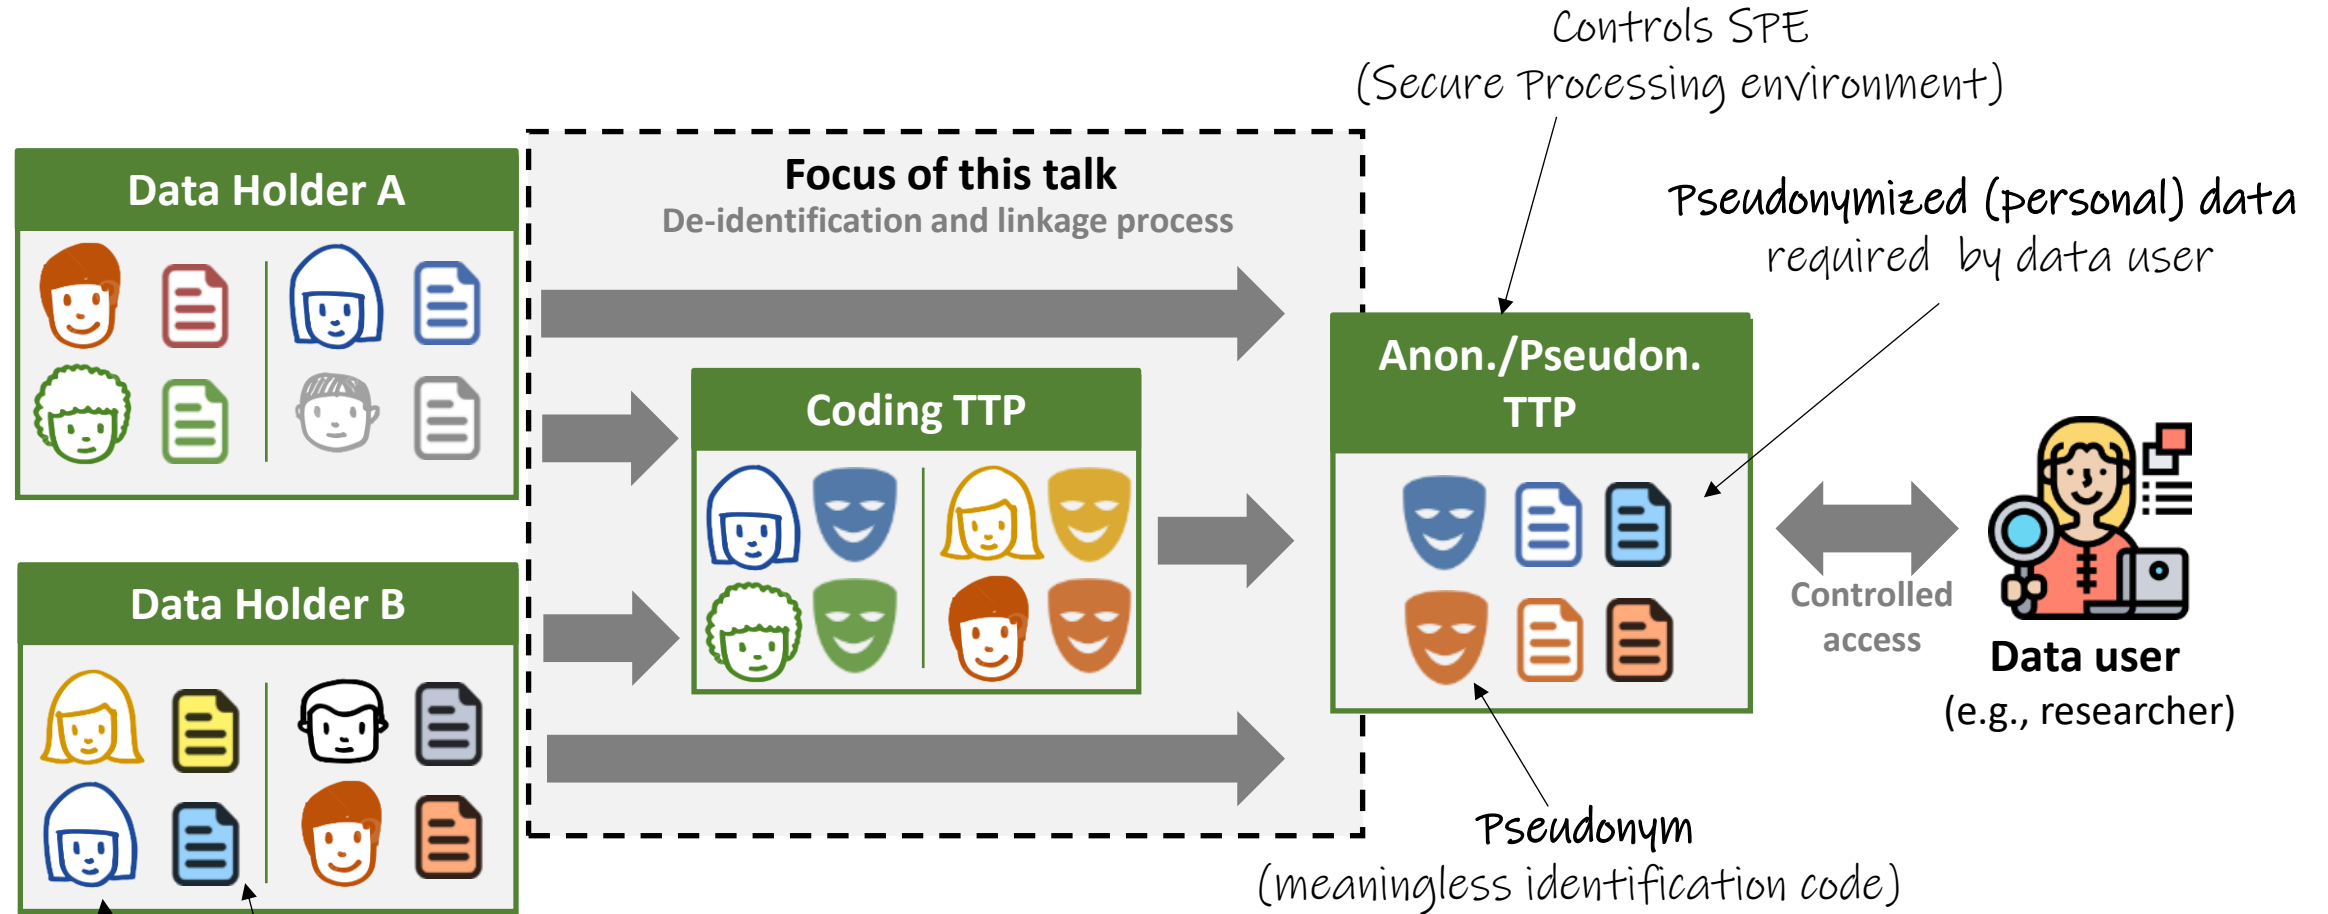 Controls SPE
(Secure Processing environment)
Data Holder A
Focus of this talk
De-identification and linkage process
Pseudonymized (personal) data
required by data user
Anon./Pseudon.
TTP
Coding TTP
Data Holder B
Controlled
access
Data user
(e.g., researcher)
Pseudonym
(meaningless identification code)